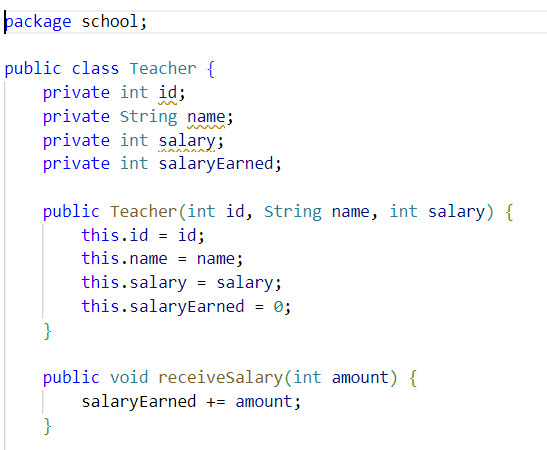 package school;
public class Teacher {
private int id;
private String name;
private int salary;
private int salaryEarned;
public Teacher(int id, String name, int salary) {
this.id = id;
this.name = name;
this.salary = salary;
this.salaryEarned = 0;
}
public void receiveSalary(int amount) {
salaryEarned += amount;
}